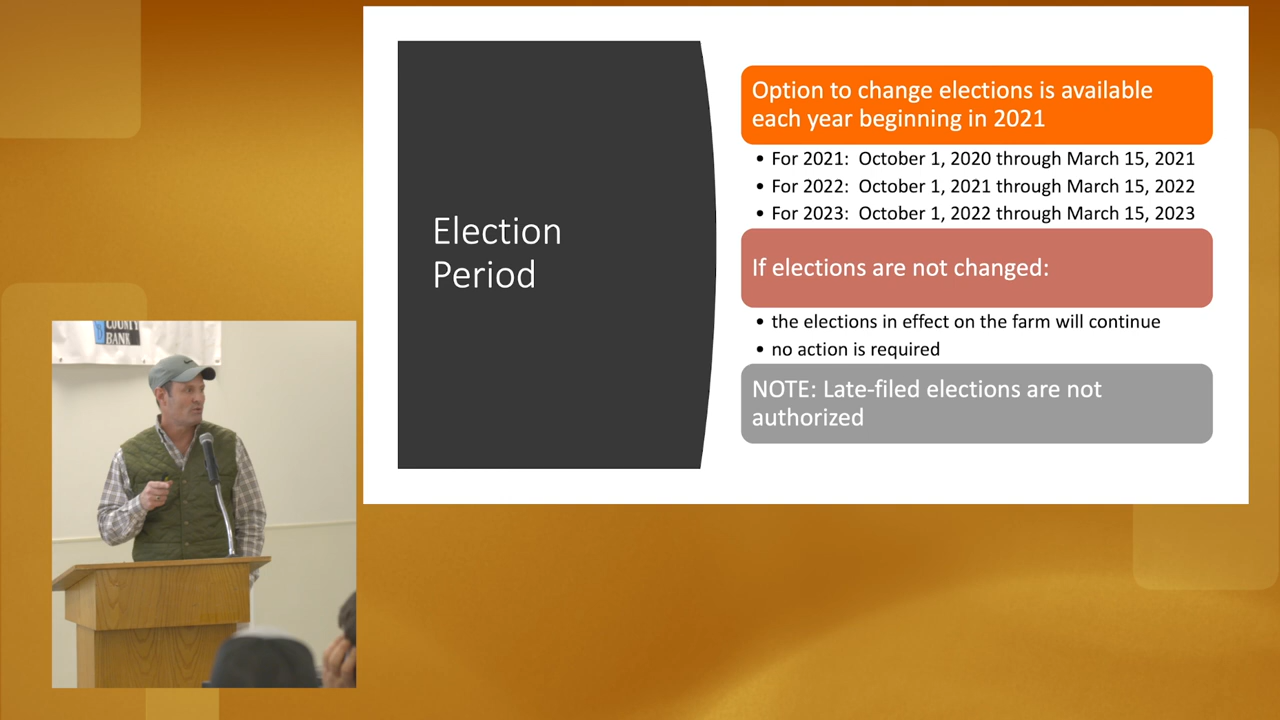 Option to change elections is available
each year beginning in 2021
• For 2021: October 1, 2020 through March 15, 2021
• For 2022: October 1, 2021 through March 15, 2022
• For 2023: October 1, 2022 through March 15, 2023
Election
Period
If elections are not changed:
• the elections in effect on the farm will continue
• no action is required
NOTE: Late-filed elections are not
authorized
COUNTY
BANK